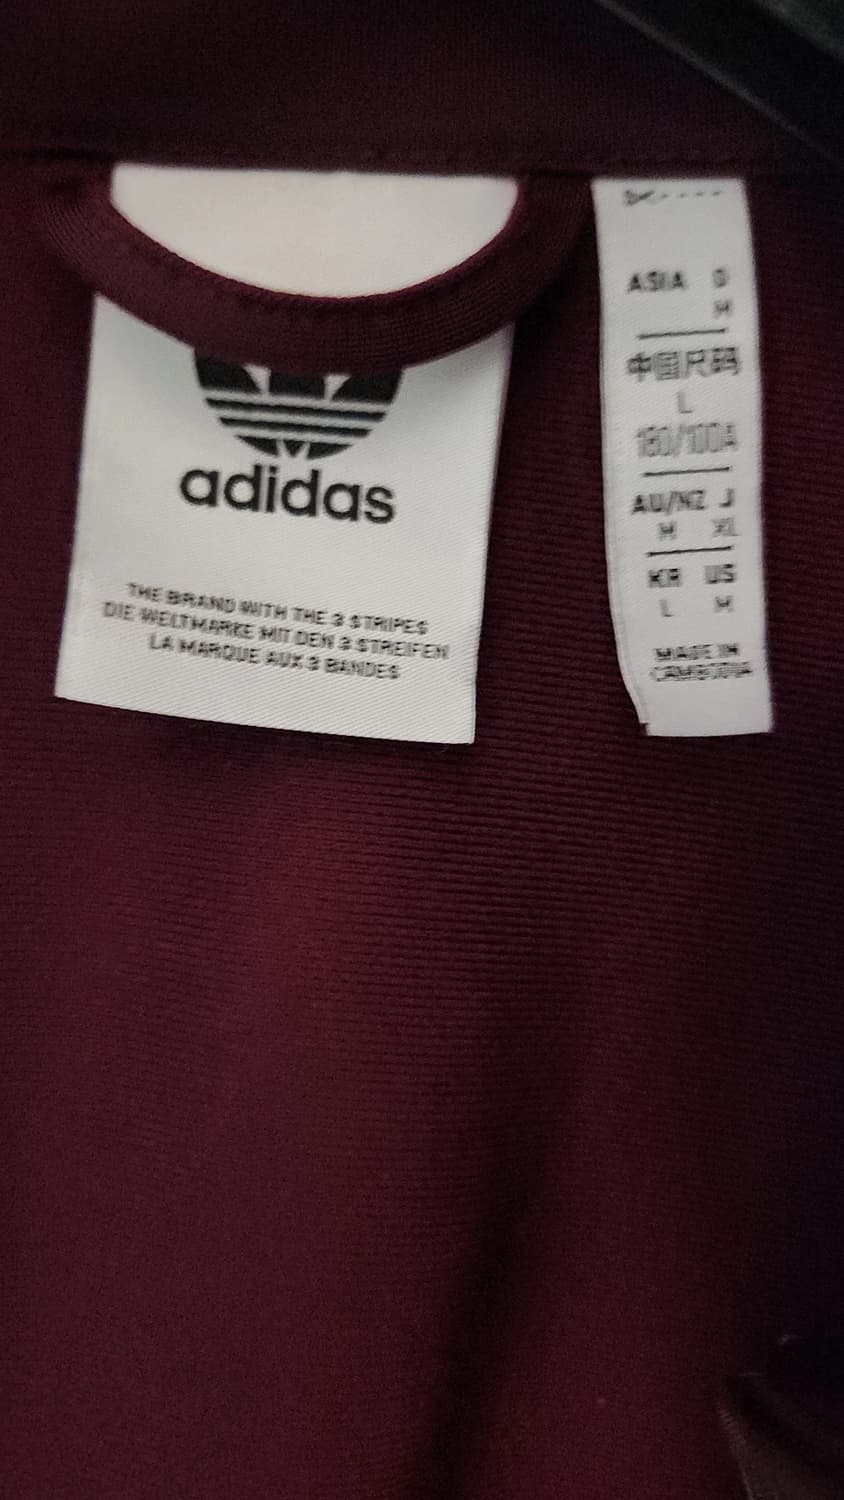 adidas
THE BRAND WITH THE 3 STRIPES
DIE WELTMARKE MIT DEN 3 STREIFEN
LA MARQUE AUX 3 BANDES
ASIA
M
中国尺码
L
180/100A
AU/NZ J
M XL
KR US
L M
MADE IN
CAMBODIA